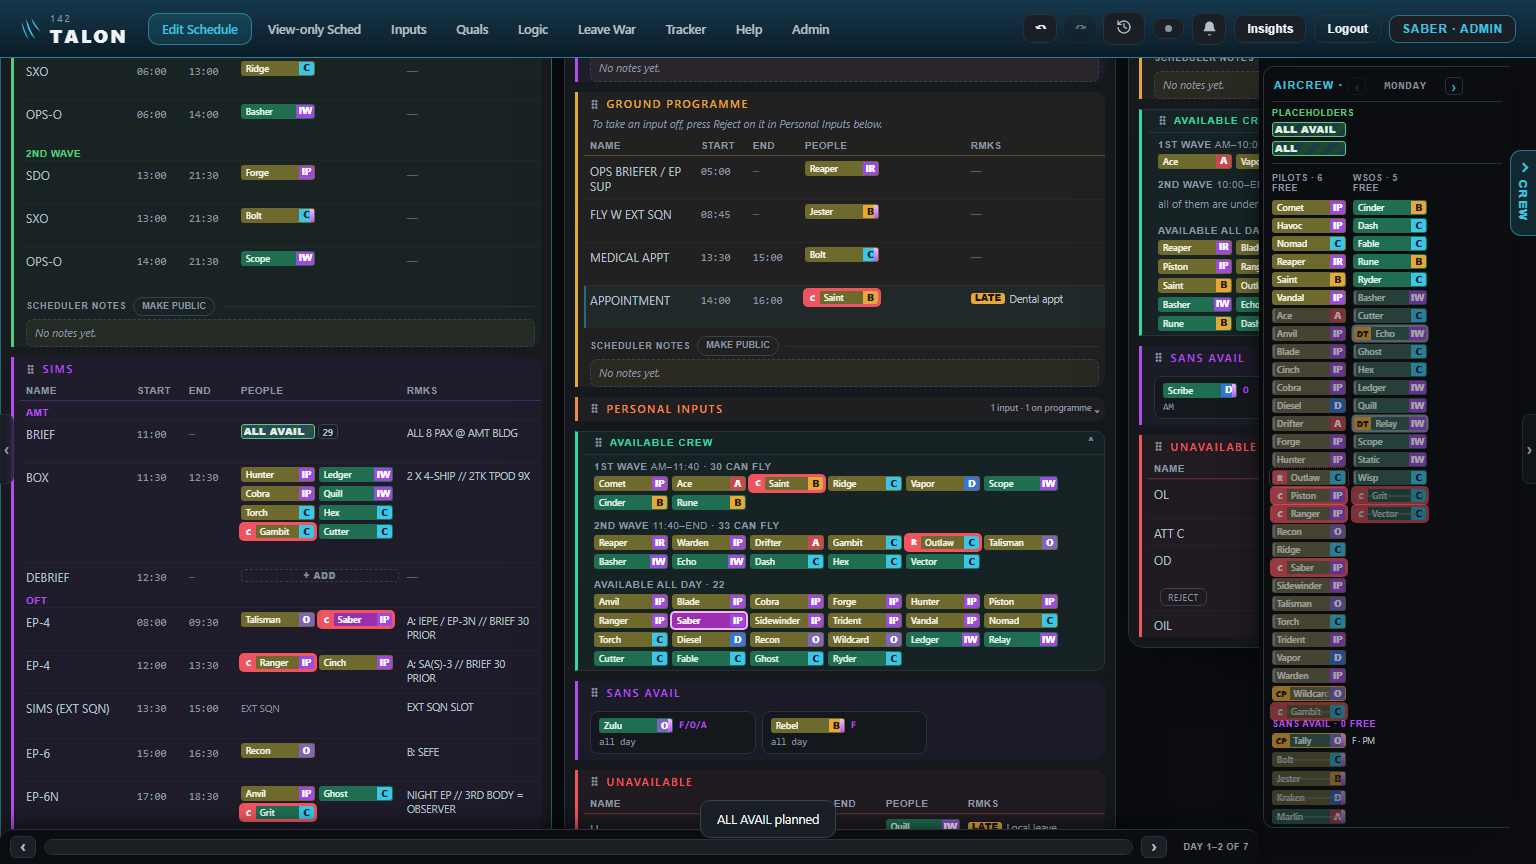 142
TALON
Edit Schedule
View-only Sched
Inputs
Quals
Logic
Leave War
Tracker
Help
Admin
Insights
Logout
SABER · ADMIN
SXO 06:00 13:00 Ridge C —
OPS-O 06:00 14:00 Basher IW —
2ND WAVE
SDO 13:00 21:30 Forge IP —
SXO 13:00 21:30 Bolt C —
OPS-O 14:00 21:30 Scope IW —
SCHEDULER NOTES MAKE PUBLIC
No notes yet.
SIMS
NAME START END PEOPLE RMKS
AMT
BRIEF 11:00 — ALL AVAIL 29 ALL 8 PAX @ AMT BLDG
BOX 11:30 12:30 Hunter IP Ledger IW 2 X 4-SHIP // 2TK TPOD 9X
Cobra IP Quill IW
Torch C Hex C
C Gambit C Cutter C
DEBRIEF 12:30 — + ADD —
OFT
EP-4 08:00 09:30 Talisman O C Saber IP A: IEPE / EP-3N // BRIEF 30
PRIOR
EP-4 12:00 13:30 C Ranger IP Cinch IP A: SA(S)-3 // BRIEF 30
PRIOR
SIMS (EXT SQN) 13:30 15:00 EXT SQN EXT SQN SLOT
EP-6 15:00 16:30 Recon O B: SEFE
EP-6N 17:00 18:30 Anvil IP Ghost C NIGHT EP // 3RD BODY =
C Grit C OBSERVER
No notes yet.
GROUND PROGRAMME
To take an input off, press Reject on it in Personal Inputs below.
NAME START END PEOPLE RMKS
OPS BRIEFER / EP 05:00 — Reaper IR —
SUP
FLY W EXT SQN 08:45 — Jester B —
MEDICAL APPT 13:30 15:00 Bolt C —
APPOINTMENT 14:00 16:00 C Saint B LATE Dental appt
SCHEDULER NOTES MAKE PUBLIC
No notes yet.
PERSONAL INPUTS 1 input · 1 on programme
AVAILABLE CREW
1ST WAVE AM–11:40 · 30 CAN FLY
Comet IP Ace A C Saint B Ridge C Vapor D Scope IW
Cinder B Rune B
2ND WAVE 11:40–END · 33 CAN FLY
Reaper IR Warden IP Drifter A Gambit C R Outlaw C Talisman O
Basher IW Echo IW Dash C Hex C Vector C
AVAILABLE ALL DAY · 22
Anvil IP Blade IP Cobra IP Forge IP Hunter IP Piston IP
Ranger IP Saber IP Sidewinder IP Trident IP Vandal IP Nomad C
Torch C Diesel D Recon O Wildcard O Ledger IW Relay IW
Cutter C Fable C Ghost C Ryder C
SANS AVAIL
Zulu O F/O/A Rebel B F
all day all day
UNAVAILABLE
NAME END PEOPLE RMKS
Quill IW LATE Local leave
ALL AVAIL planned
SCHEDULER NOTES
No notes yet.
AVAILABLE CR
1ST WAVE AM–10:0
Ace A Vapo
2ND WAVE 10:00–E
all of them are under
AVAILABLE ALL DA
Reaper IR Blad
Piston IP Rang
Saint B Outl
Basher IW Echo
Rune B Dash
SANS AVAIL
Scribe D O
AM
UNAVAILABLE
NAME
OL
ATT C
OD
REJECT
OIL
AIRCREW · ‹ MONDAY ›
PLACEHOLDERS
ALL AVAIL
ALL
PILOTS · 6 WSOS · 5
FREE FREE
Comet IP Cinder B
Havoc IP Dash C
Nomad C Fable C
Reaper IR Rune B
Saint B Ryder C
Vandal IP Basher IW
Ace A Cutter C
Anvil IP DT Echo IW
Blade IP Ghost C
Cinch IP Hex C
Cobra IP Ledger IW
Diesel D Quill IW
Drifter A DT Relay IW
Forge IP Scope IW
Hunter IP Static IW
R Outlaw C Wisp C
C Piston IP C Grit C
C Ranger IP C Vector C
Recon O
Ridge C
C Saber IP
Sidewinder IP
Talisman O
Torch C
Trident IP
Vapor D
Warden IP
CP Wildcard O
C Gambit C
SANS AVAIL · 0 FREE
CP Tally O F · PM
Bolt C
Jester B
Kraken D
Marlin A
CREW
DAY 1–2 OF 7